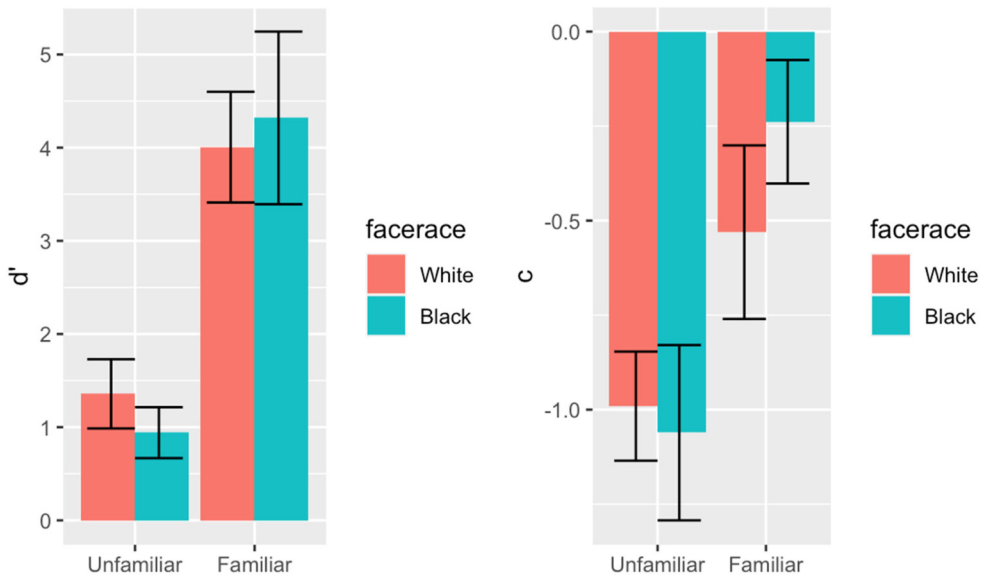 5
4
3
2
1
0
d'
Unfamiliar
Familiar
facerace
White
Black
0.0
-0.5
-1.0
c
Unfamiliar
Familiar
facerace
White
Black